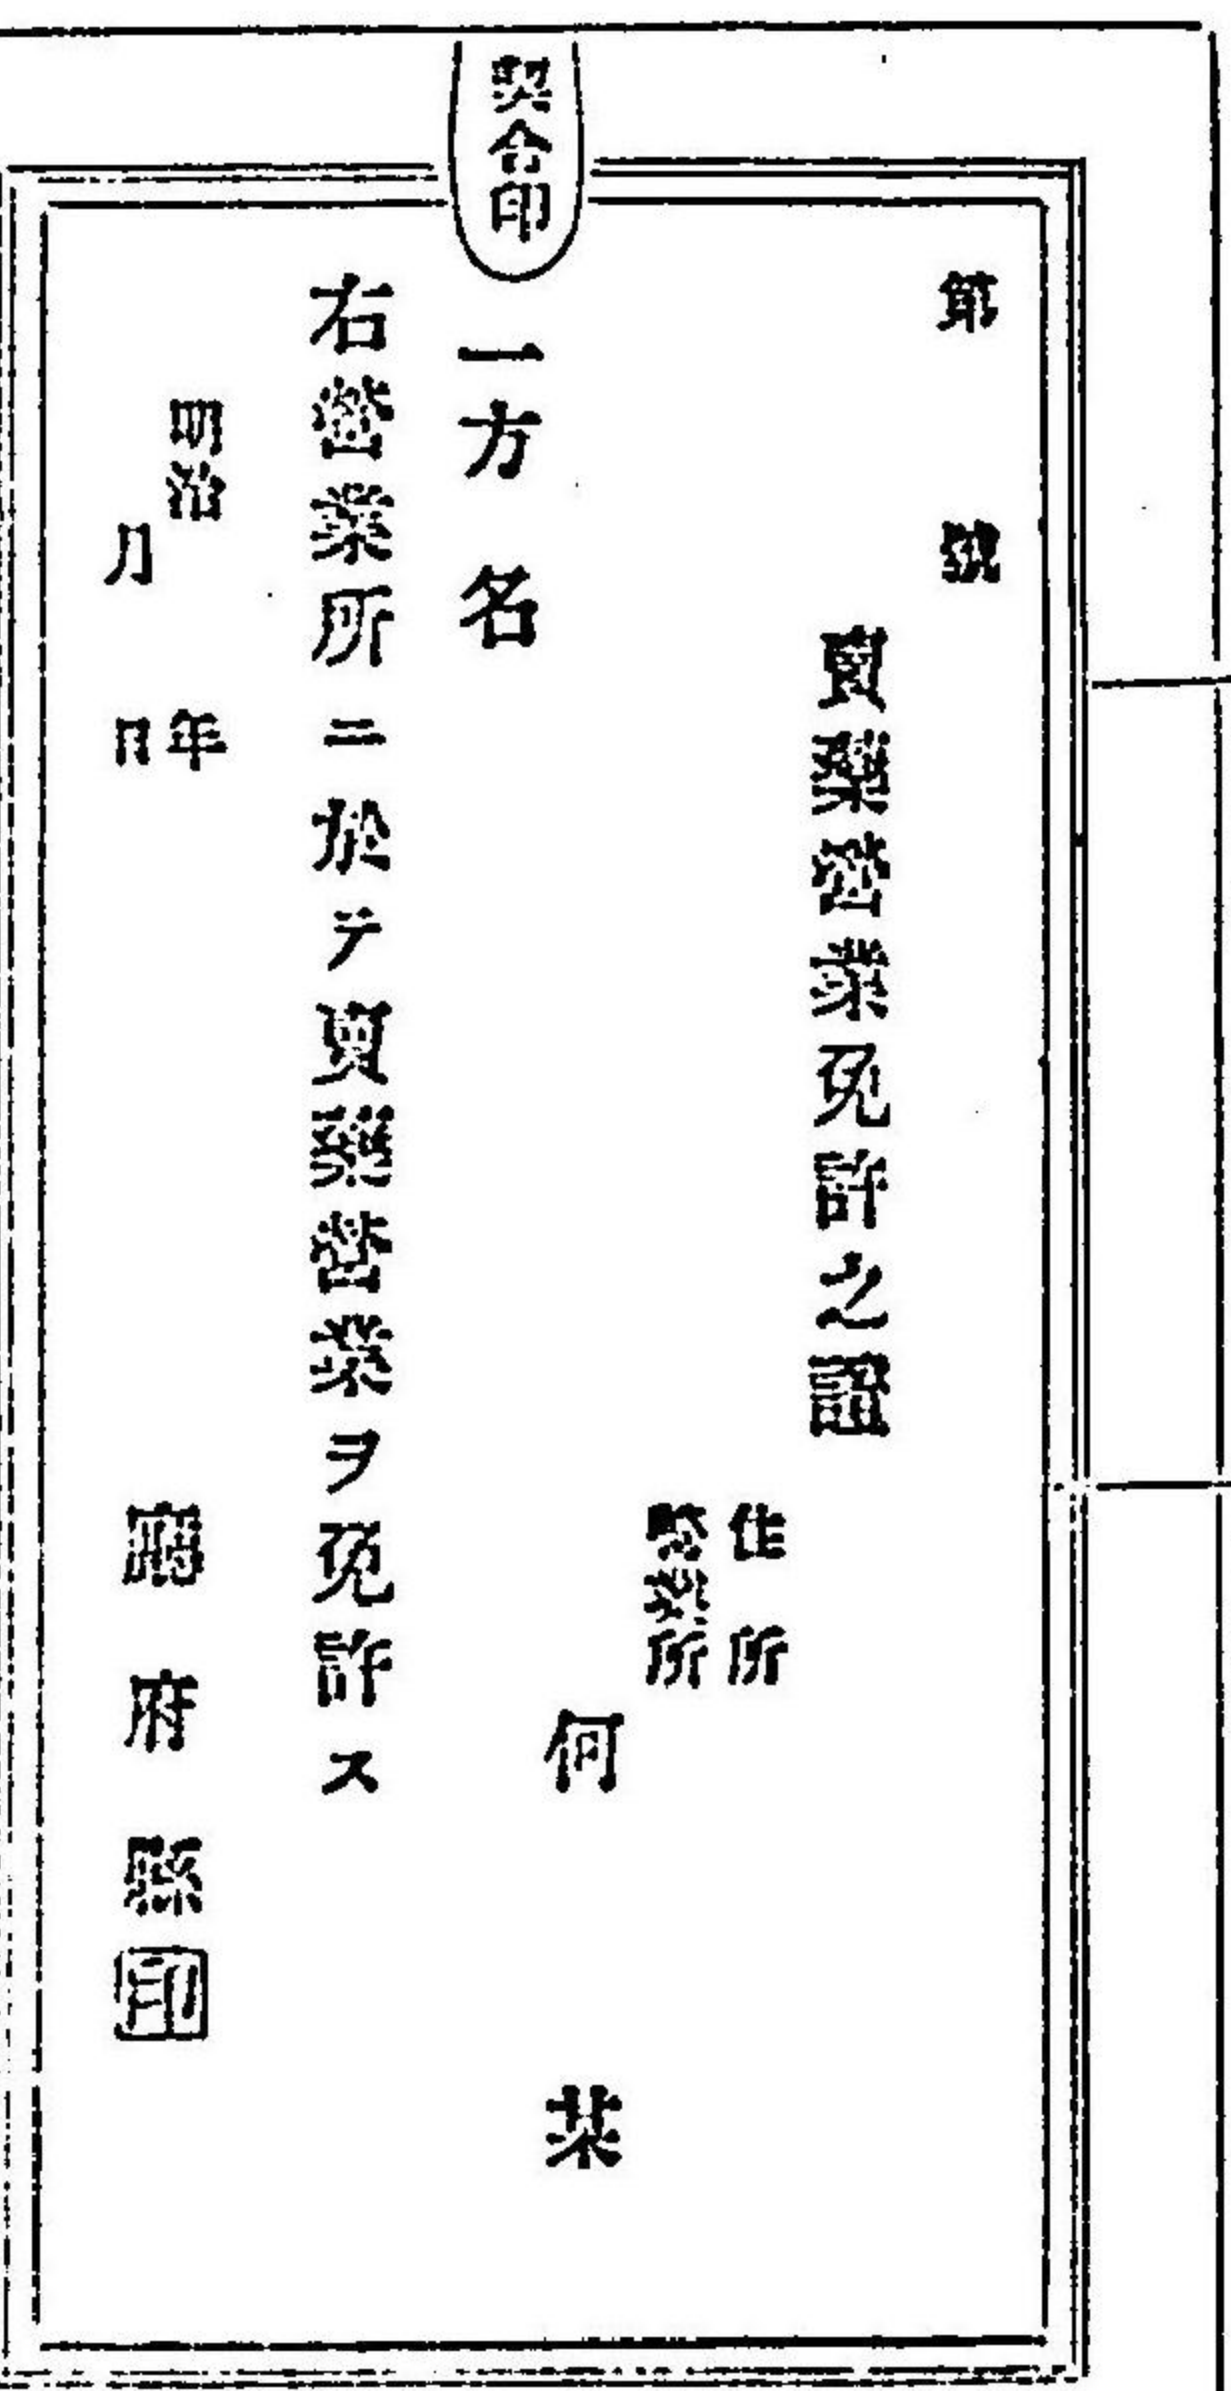 契合印
第號
賣藥營業免許之證
住所
營業所
何某
一方名
右營業所ニ於テ賣藥營業ヲ免許ス
明治年
月日
廳府縣印